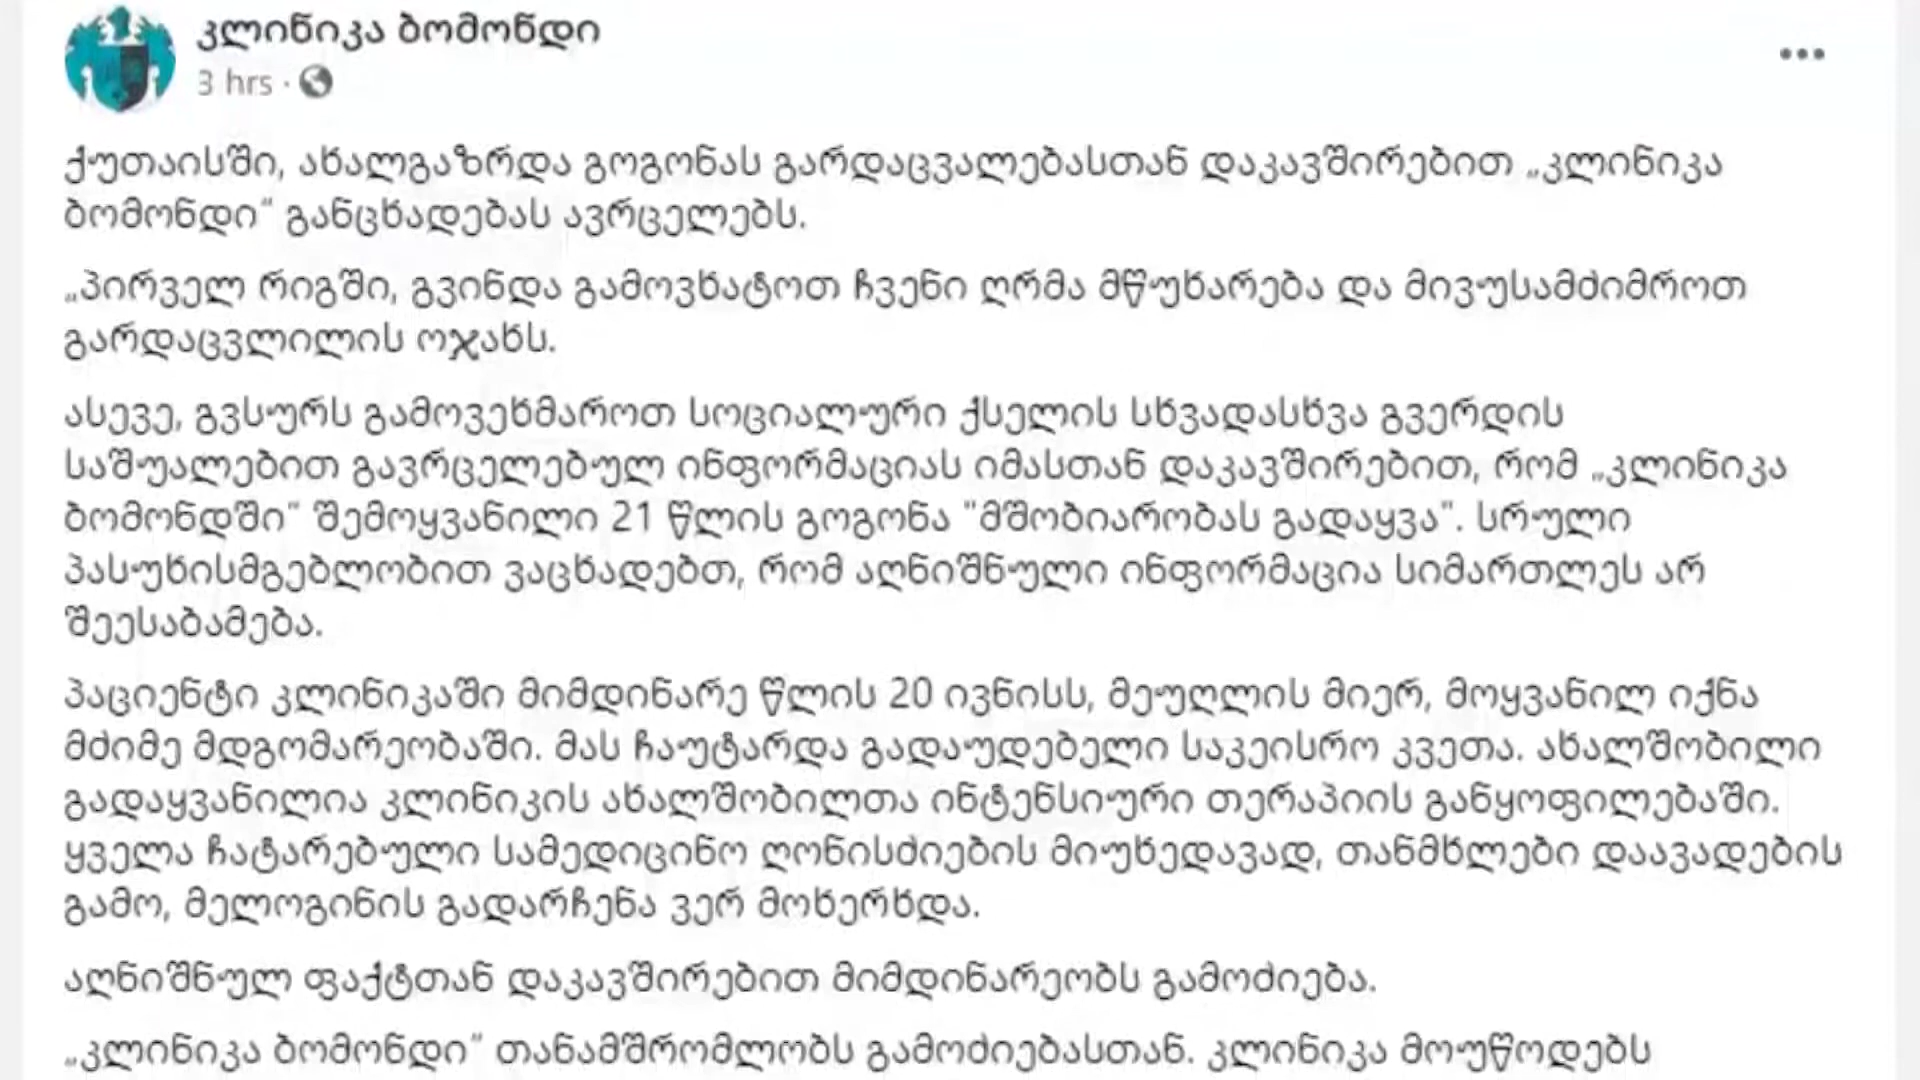 კლინიკა ბომონდი
3 hrs ·
ქუთაისში, ახალგაზრდა გოგონას გარდაცვალებასთან დაკავშირებით „კლინიკა
ბომონდი“ განცხადებას ავრცელებს.
„პირველ რიგში, გვინდა გამოვხატოთ ჩვენი ღრმა მწუხარება და მივუსამძიმროთ
გარდაცვლილის ოჯახს.
ასევე, გვსურს გამოვეხმაროთ სოციალური ქსელის სხვადასხვა გვერდის
საშუალებით გავრცელებულ ინფორმაციას იმასთან დაკავშირებით, რომ „კლინიკა
ბომონდში“ შემოყვანილი 21 წლის გოგონა "მშობიარობას გადაყვა". სრული
პასუხისმგებლობით ვაცხადებთ, რომ აღნიშნული ინფორმაცია სიმართლეს არ
შეესაბამება.
პაციენტი კლინიკაში მიმდინარე წლის 20 ივნისს, მეუღლის მიერ, მოყვანილ იქნა
მძიმე მდგომარეობაში. მას ჩაუტარდა გადაუდებელი საკეისრო კვეთა. ახალშობილი
გადაყვანილია კლინიკის ახალშობილთა ინტენსიური თერაპიის განყოფილებაში.
ყველა ჩატარებული სამედიცინო ღონისძიების მიუხედავად, თანმხლები დაავადების
გამო, მელოგინის გადარჩენა ვერ მოხერხდა.
აღნიშნულ ფაქტთან დაკავშირებით მიმდინარეობს გამოძიება.
„კლინიკა ბომონდი“ თანამშრომლობს გამოძიებასთან. კლინიკა მოუწოდებს